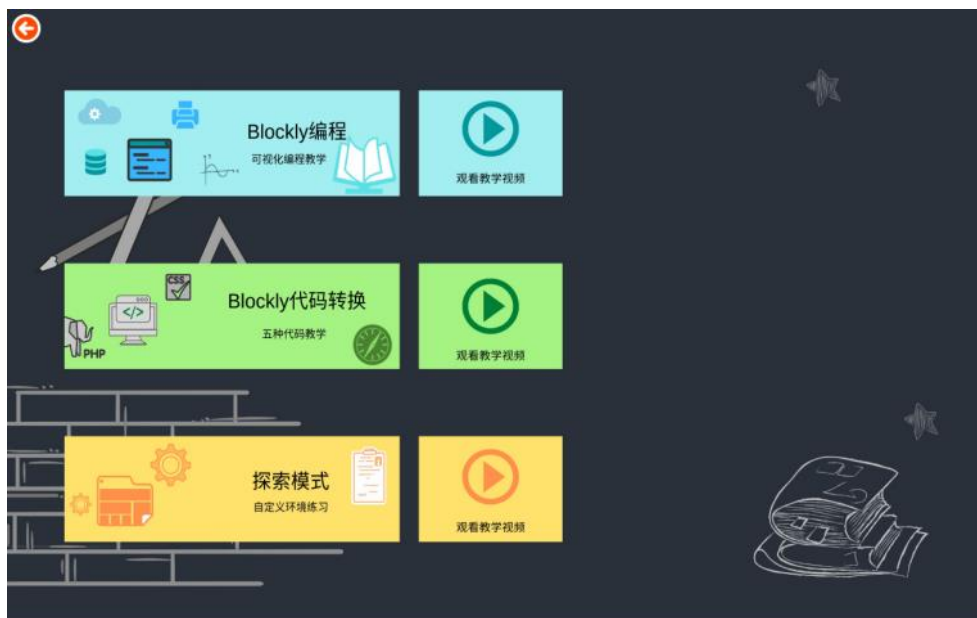 Blockly编程
可视化编程教学
观看教学视频
CSS
Blockly代码转换
</>
五种代码教学
PHP
观看教学视频
探索模式
自定义环境练习
观看教学视频